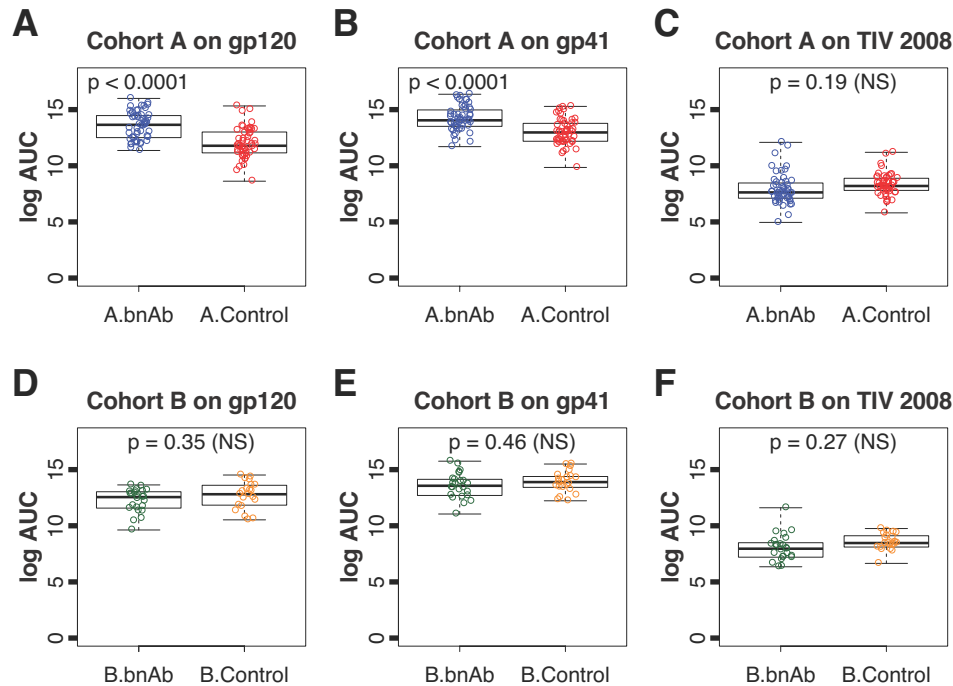 A
Cohort A on gp120
p < 0.0001
log AUC
15
10
5
0
A.bnAb A.Control
B
Cohort A on gp41
p < 0.0001
log AUC
15
10
5
0
A.bnAb A.Control
C
Cohort A on TIV 2008
p = 0.19 (NS)
log AUC
15
10
5
0
A.bnAb A.Control
D
Cohort B on gp120
p = 0.35 (NS)
log AUC
15
10
5
0
B.bnAb B.Control
E
Cohort B on gp41
p = 0.46 (NS)
log AUC
15
10
5
0
B.bnAb B.Control
F
Cohort B on TIV 2008
p = 0.27 (NS)
log AUC
15
10
5
0
B.bnAb B.Control